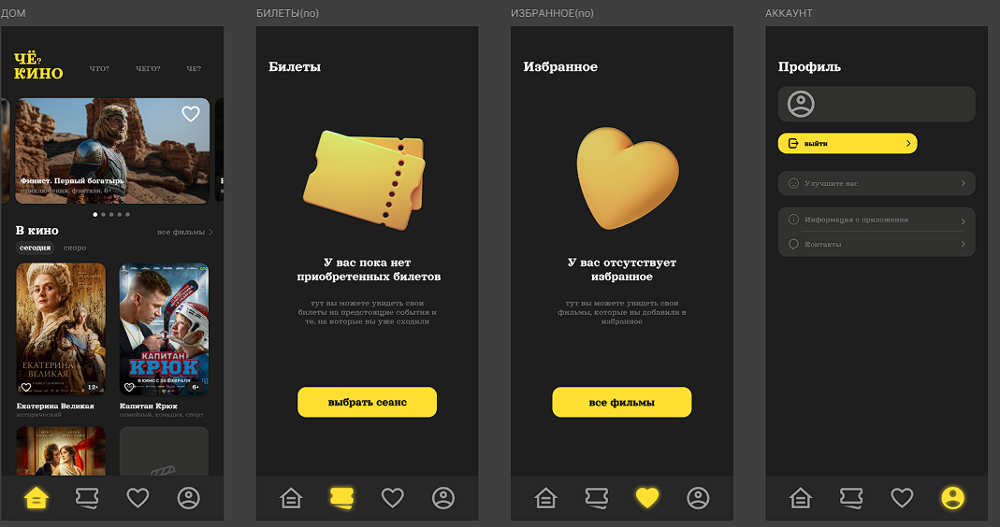 ДОМ
ЧЁ?
КИНО
ЧТО?
ЧЕГО?
ЧЕ?
Финист. Первый богатырь
приключения, фэнтази, 6+
В кино
все фильмы
сегодня
скоро
ЕКАТЕРИНА
ВЕЛИКАЯ
12+
КАПИТАН
КРЮК
В КИНО С 20 ФЕВРАЛЯ
6+
Екатерина Великая
исторический
Капитан Крюк
семейный, комедия, спорт
БИЛЕТЫ(no)
Билеты
У вас пока нет
приобретенных билетов
тут вы можете увидеть свои
билеты на предстоящие события и
те, на которые вы уже сходили
выбрать сеанс
ИЗБРАННОЕ(no)
Избранное
У вас отсутствует
избранное
тут вы можете увидеть свои
фильмы, которые вы добавили в
избранное
все фильмы
АККАУНТ
Профиль
выйти
Улучшите нас
Информация о приложении
Контакты